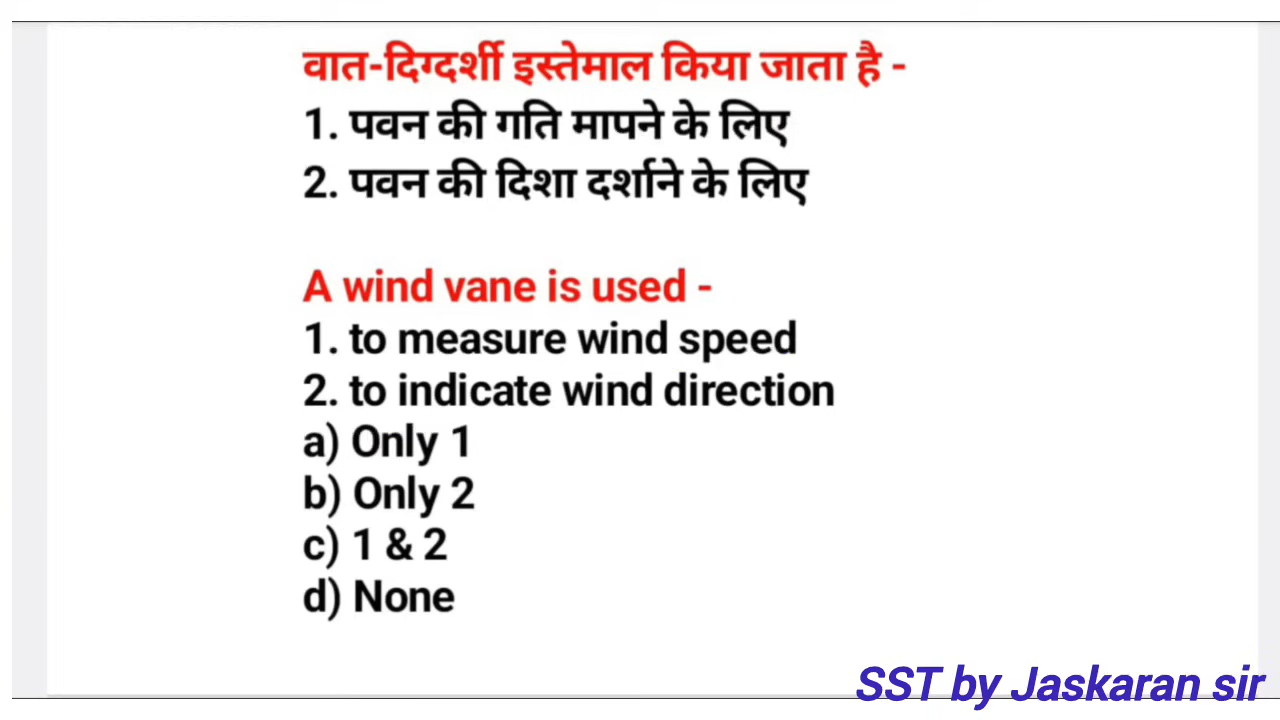 वात-दिग्दर्शी इस्तेमाल किया जाता है -
1. पवन की गति मापने के लिए
2. पवन की दिशा दर्शाने के लिए
A wind vane is used -
1. to measure wind speed
2. to indicate wind direction
a) Only 1
b) Only 2
c) 1 & 2
d) None
SST by Jaskaran sir